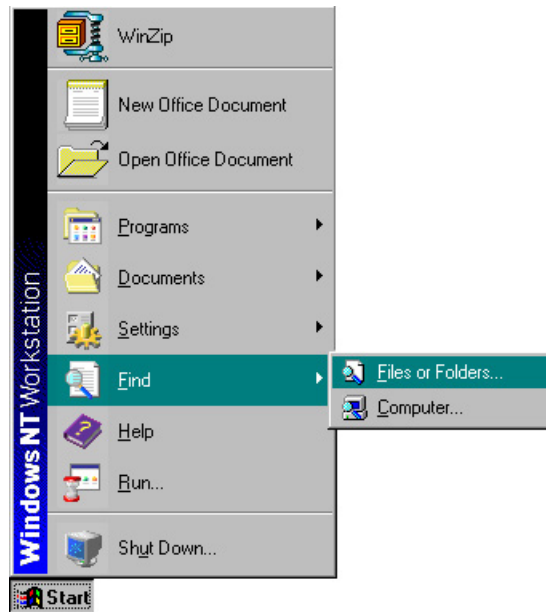 WinZip
New Office Document
Open Office Document
Programs
Documents
Settings
Find
Files or Folders...
Computer...
Help
Run...
Shut Down...
Windows NT Workstation
Start